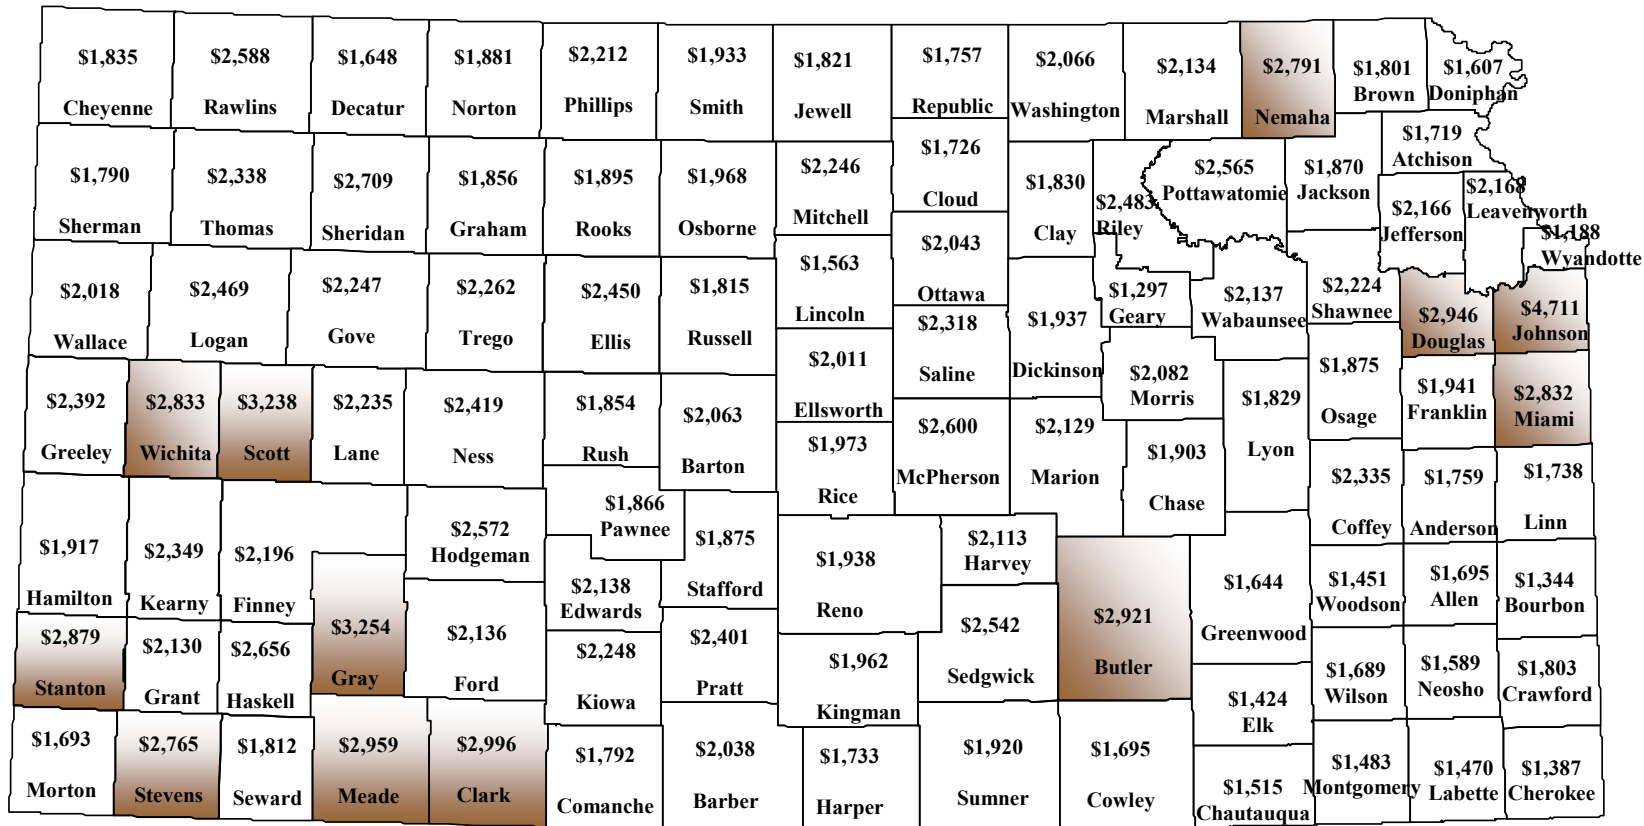 $1,835
Cheyenne
$2,588
Rawlins
$1,648
Decatur
$1,881
Norton
$2,212
Phillips
$1,933
Smith
$1,821
Jewell
$1,757
Republic
$2,066
Washington
$2,134
Marshall
$2,791
Nemaha
$1,801
Brown
$1,607
Doniphan
$1,790
Sherman
$2,338
Thomas
$2,709
Sheridan
$1,856
Graham
$1,895
Rooks
$1,968
Osborne
$2,246
Mitchell
$1,726
Cloud
$1,830
Clay
$2,483
Riley
$2,565
Pottawatomie
$1,870
Jackson
$1,719
Atchison
$2,166
Jefferson
$2,168
Leavenworth
$1,188
Wyandotte
$2,018
Wallace
$2,469
Logan
$2,247
Gove
$2,262
Trego
$2,450
Ellis
$1,815
Russell
$1,563
Lincoln
$2,043
Ottawa
$1,937
Dickinson
$1,297
Geary
$2,137
Wabaunsee
$2,224
Shawnee
$2,946
Douglas
$4,711
Johnson
$2,392
Greeley
$2,833
Wichita
$3,238
Scott
$2,235
Lane
$2,419
Ness
$1,854
Rush
$2,063
Barton
$2,011
Ellsworth
$2,318
Saline
$2,082
Morris
$1,829
Lyon
$1,875
Osage
$1,941
Franklin
$2,832
Miami
$1,973
Rice
$2,600
McPherson
$2,129
Marion
$1,903
Chase
$2,335
Coffey
$1,759
Anderson
$1,738
Linn
$1,917
Hamilton
$2,349
Kearny
$2,196
Finney
$2,572
Hodgeman
$1,866
Pawnee
$1,875
Stafford
$1,938
Reno
$2,113
Harvey
$3,254
Gray
$2,136
Ford
$2,138
Edwards
$2,401
Pratt
$2,542
Sedgwick
$2,921
Butler
$1,644
Greenwood
$1,451
Woodson
$1,695
Allen
$1,344
Bourbon
$2,879
Stanton
$2,130
Grant
$2,656
Haskell
$2,248
Kiowa
$1,962
Kingman
$1,424
Elk
$1,689
Wilson
$1,589
Neosho
$1,803
Crawford
$1,693
Morton
$2,765
Stevens
$1,812
Seward
$2,959
Meade
$2,996
Clark
$1,792
Comanche
$2,038
Barber
$1,733
Harper
$1,920
Sumner
$1,695
Cowley
$1,515
Chautauqua
$1,483
Montgomery
$1,470
Labette
$1,387
Cherokee